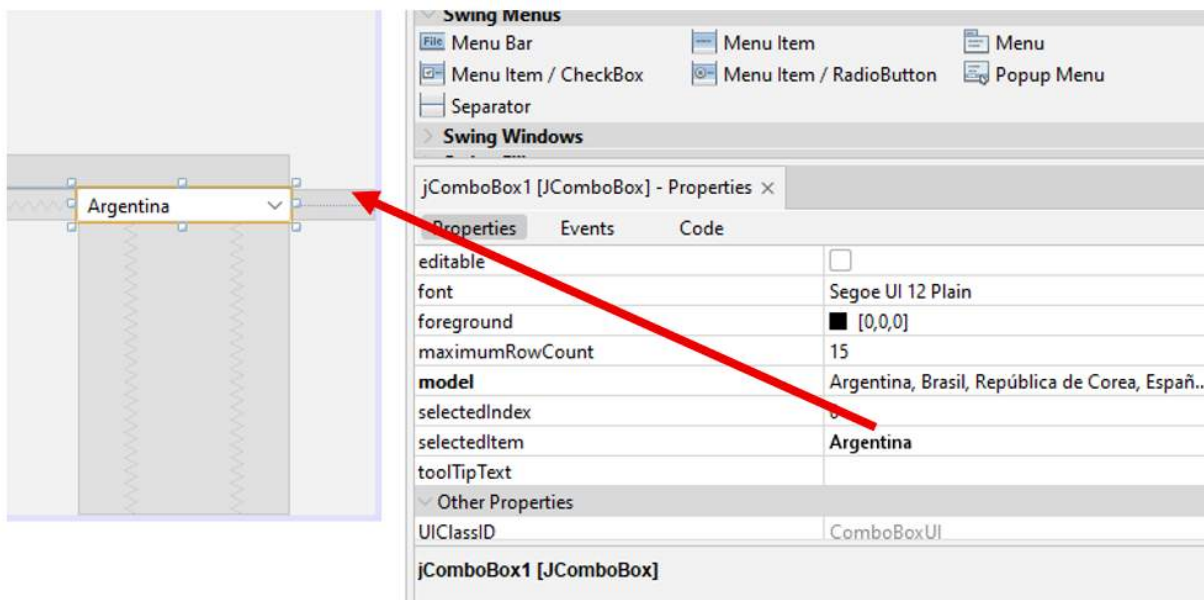 Swing Menus
Menu Bar Menu Item Menu
Menu Item / CheckBox Menu Item / RadioButton Popup Menu
Separator
Swing Windows
Argentina
jComboBox1 [JComboBox] - Properties ×
Properties Events Code
editable
font Segoe UI 12 Plain
foreground [0,0,0]
maximumRowCount 15
model Argentina, Brasil, República de Corea, Españ...
selectedIndex
selectedItem Argentina
toolTipText
Other Properties
UIClassID ComboBoxUI
jComboBox1 [JComboBox]